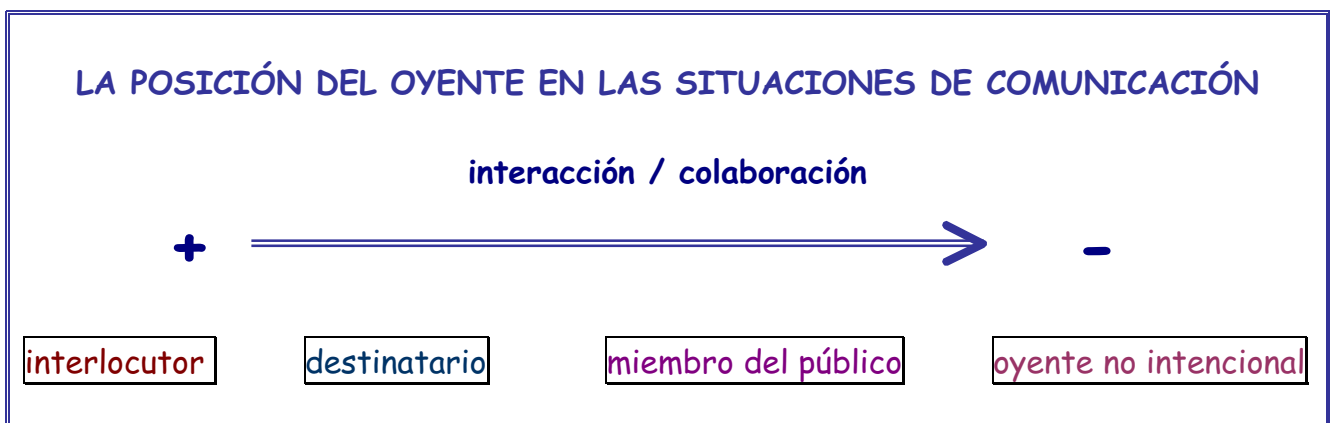 LA POSICIÓN DEL OYENTE EN LAS SITUACIONES DE COMUNICACIÓN
interacción / colaboración
+ -
interlocutor destinatario miembro del público oyente no intencional